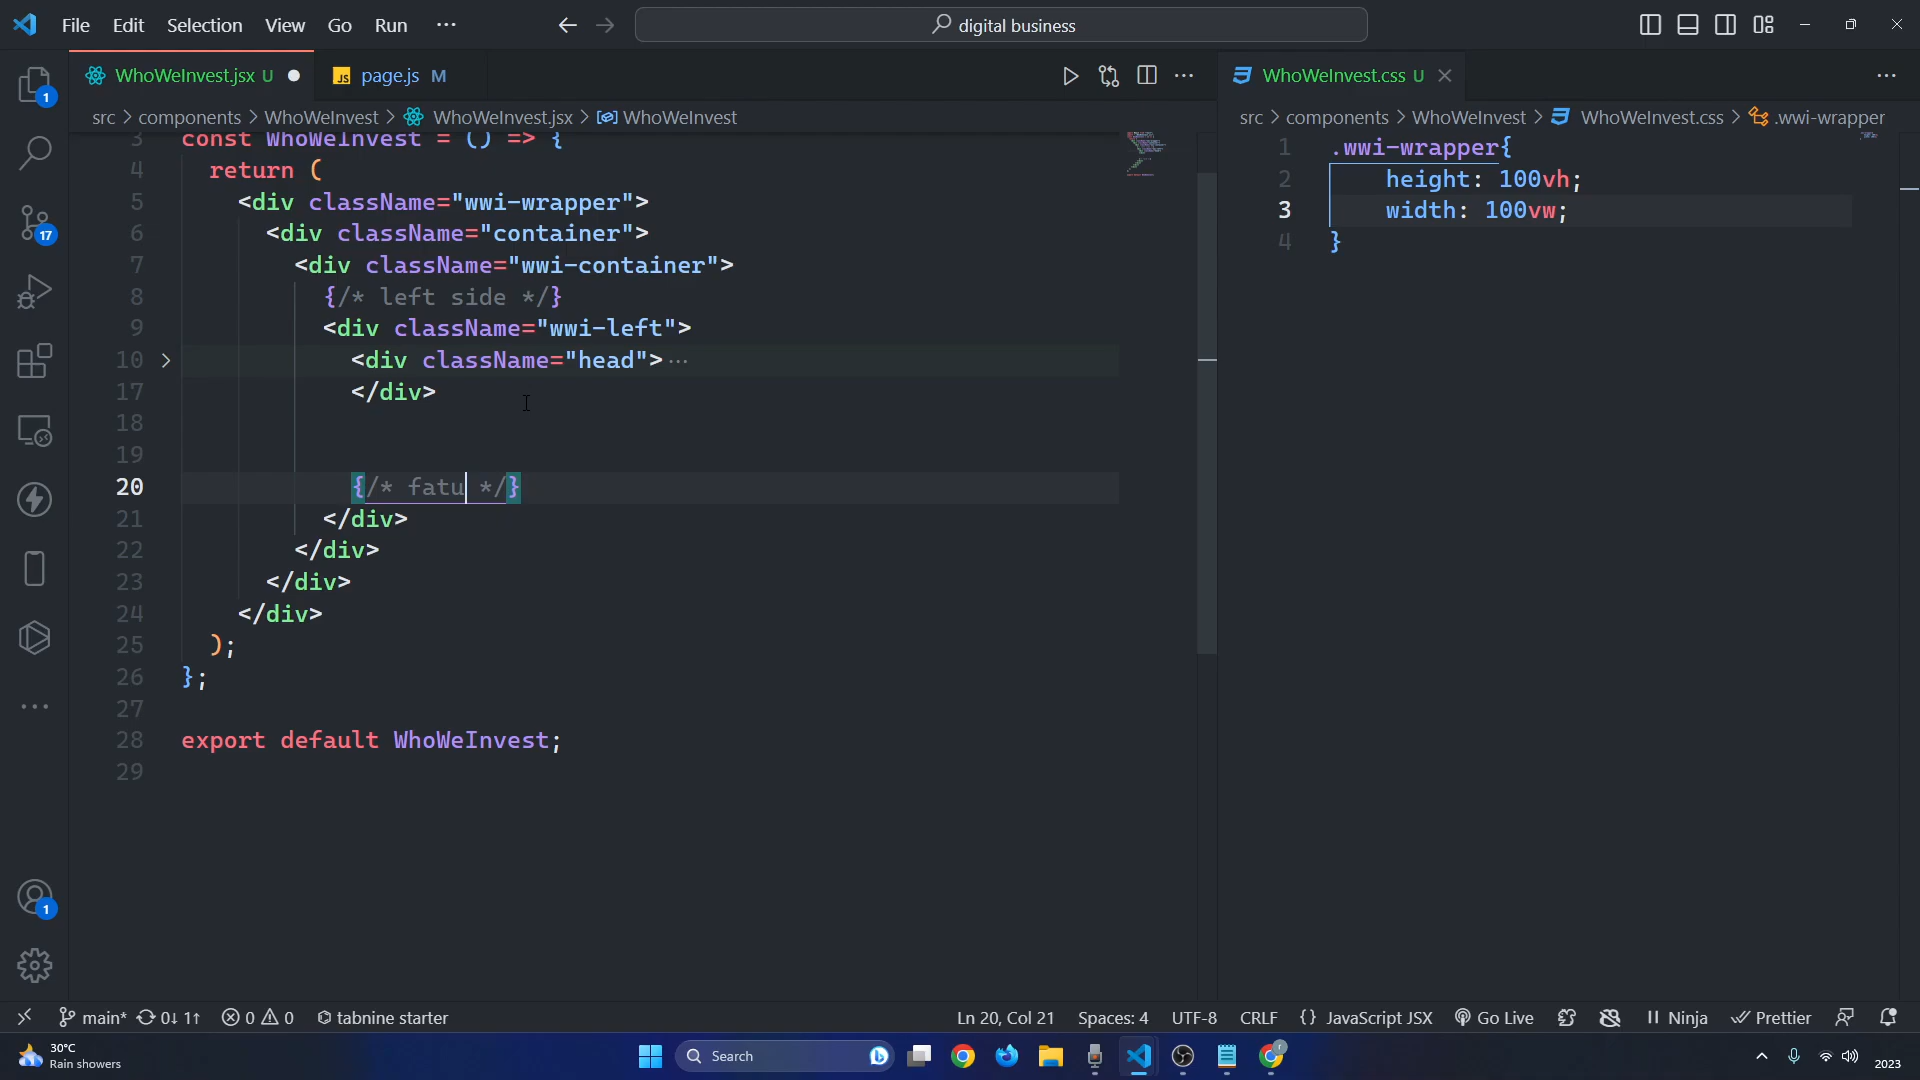 File Edit Selection View Go Run ···
digital business
WhoWeInvest.jsx U
JS page.js M
WhoWeInvest.css U
src > components > WhoWeInvest > WhoWeInvest.jsx > WhoWeInvest
src > components > WhoWeInvest > WhoWeInvest.css > .wwi-wrapper
3 const WhoWeInvest = () => {
4 return (
5 <div className="wwi-wrapper">
6 <div className="container">
7 <div className="wwi-container">
8 {/* left side */}
9 <div className="wwi-left">
10 <div className="head">···
17 </div>
18
19
20 {/* fatu */}
21 </div>
22 </div>
23 </div>
24 </div>
25 );
26 };
27
28 export default WhoWeInvest;
29
1 .wwi-wrapper{
2 height: 100vh;
3 width: 100vw;
4 }
1
17
1
main* 0↓ 1↑ 0 0 tabnine starter
Ln 20, Col 21 Spaces: 4 UTF-8 CRLF {} JavaScript JSX Go Live Ninja Prettier
30°C
Rain showers
Search
2023